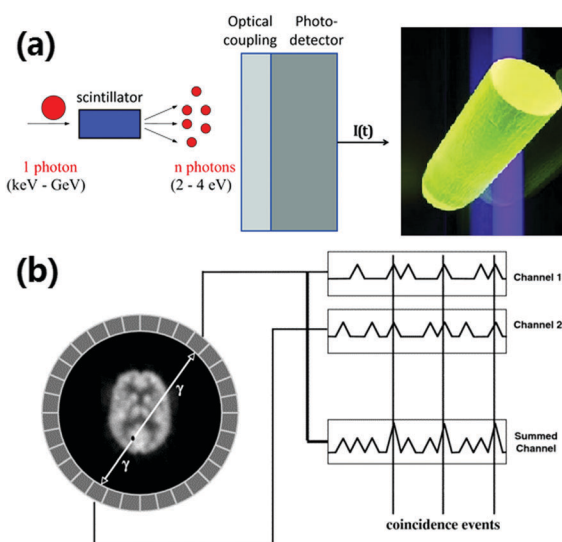 (a)
Optical
coupling
Photo-
detector
scintillator
1 photon
(keV - GeV)
n photons
(2 - 4 eV)
I(t)
(b)
γ
γ
Channel 1
Channel 2
Summed
Channel
coincidence events